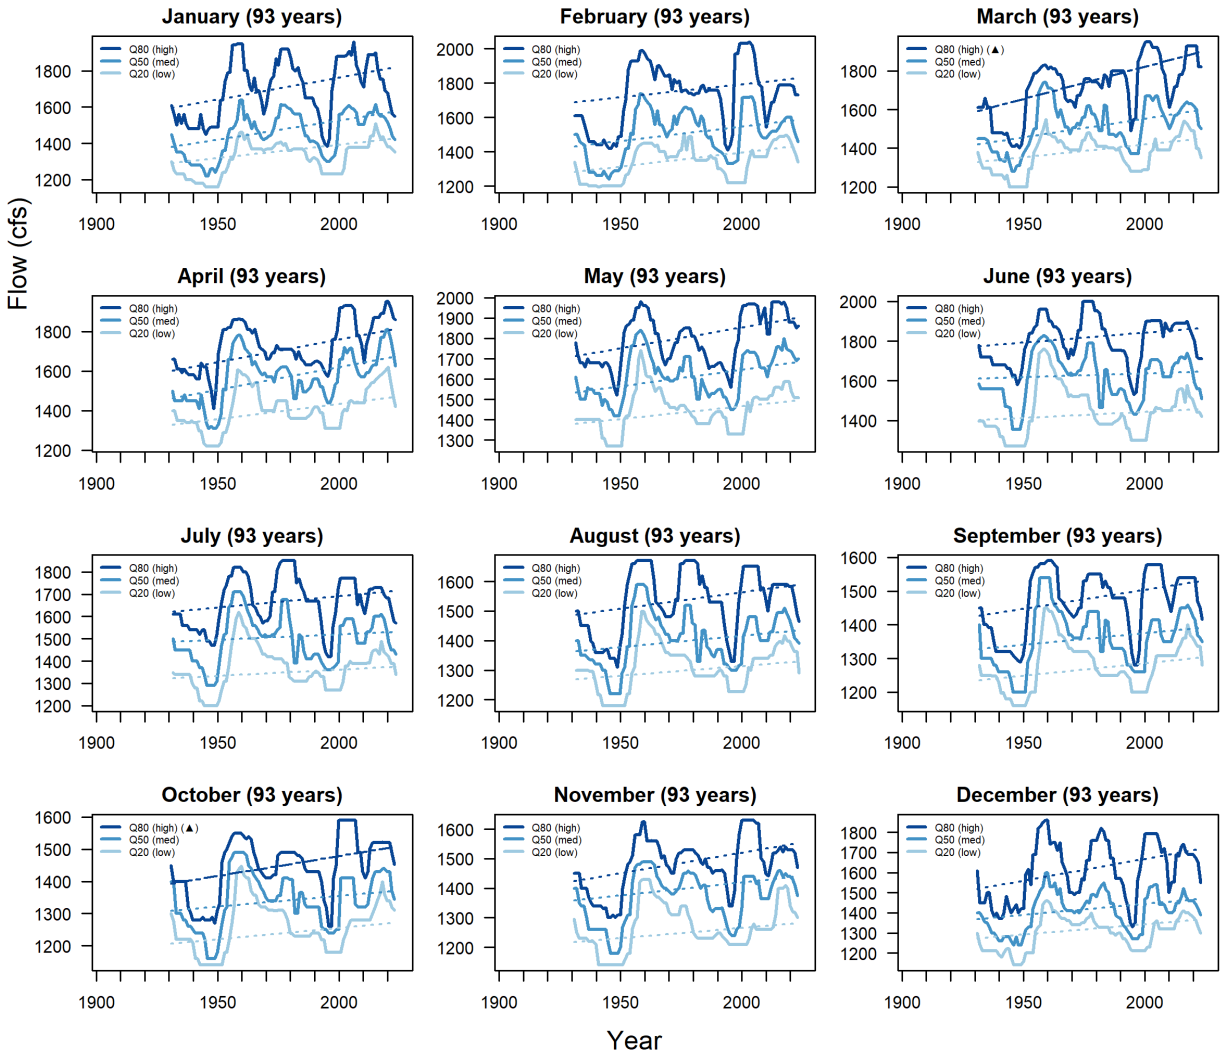 January (93 years)
Q80 (high)
Q50 (med)
Q20 (low)
1800
1600
1400
1200
1900
1950
2000
February (93 years)
Q80 (high)
Q50 (med)
Q20 (low)
2000
1800
1600
1400
1200
1900
1950
2000
March (93 years)
Q80 (high) (▲)
Q50 (med)
Q20 (low)
1800
1600
1400
1200
1900
1950
2000
Flow (cfs)
April (93 years)
Q80 (high)
Q50 (med)
Q20 (low)
1800
1600
1400
1200
1900
1950
2000
May (93 years)
Q80 (high)
Q50 (med)
Q20 (low)
2000
1900
1800
1700
1600
1500
1400
1300
1900
1950
2000
June (93 years)
Q80 (high)
Q50 (med)
Q20 (low)
2000
1800
1600
1400
1900
1950
2000
July (93 years)
Q80 (high)
Q50 (med)
Q20 (low)
1800
1700
1600
1500
1400
1300
1200
1900
1950
2000
August (93 years)
Q80 (high)
Q50 (med)
Q20 (low)
1600
1500
1400
1300
1200
1900
1950
2000
September (93 years)
Q80 (high)
Q50 (med)
Q20 (low)
1600
1500
1400
1300
1200
1900
1950
2000
October (93 years)
Q80 (high) (▲)
Q50 (med)
Q20 (low)
1600
1500
1400
1300
1200
1900
1950
2000
November (93 years)
Q80 (high)
Q50 (med)
Q20 (low)
1600
1500
1400
1300
1200
1900
1950
2000
December (93 years)
Q80 (high)
Q50 (med)
Q20 (low)
1800
1700
1600
1500
1400
1300
1200
1900
1950
2000
Year